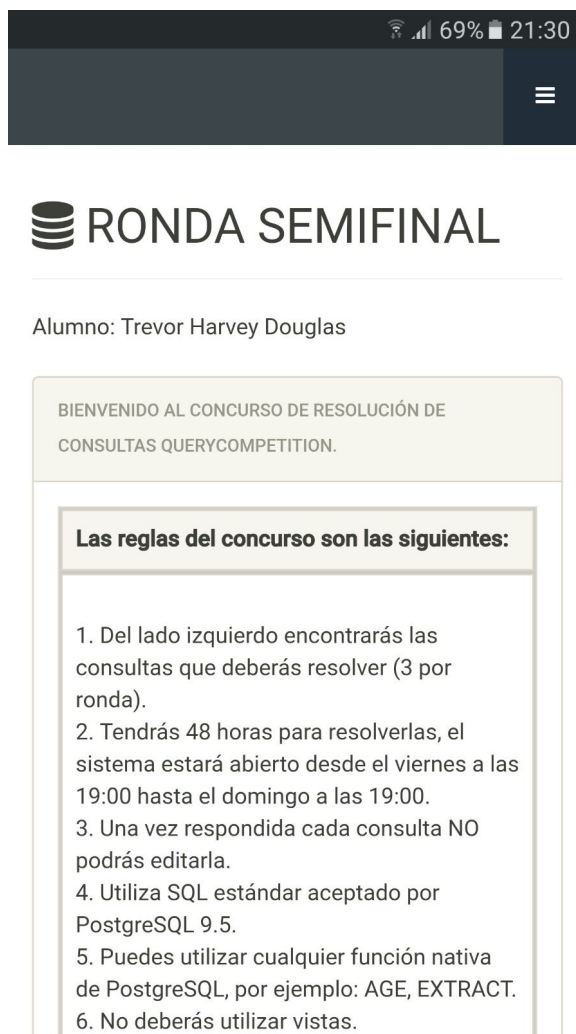 69% 21:30
RONDA SEMIFINAL
Alumno: Trevor Harvey Douglas
BIENVENIDO AL CONCURSO DE RESOLUCIÓN DE
CONSULTAS QUERYCOMPETITION.
Las reglas del concurso son las siguientes:
1. Del lado izquierdo encontrarás las
consultas que deberás resolver (3 por
ronda).
2. Tendrás 48 horas para resolverlas, el
sistema estará abierto desde el viernes a las
19:00 hasta el domingo a las 19:00.
3. Una vez respondida cada consulta NO
podrás editarla.
4. Utiliza SQL estándar aceptado por
PostgreSQL 9.5.
5. Puedes utilizar cualquier función nativa
de PostgreSQL, por ejemplo: AGE, EXTRACT.
6. No deberás utilizar vistas.